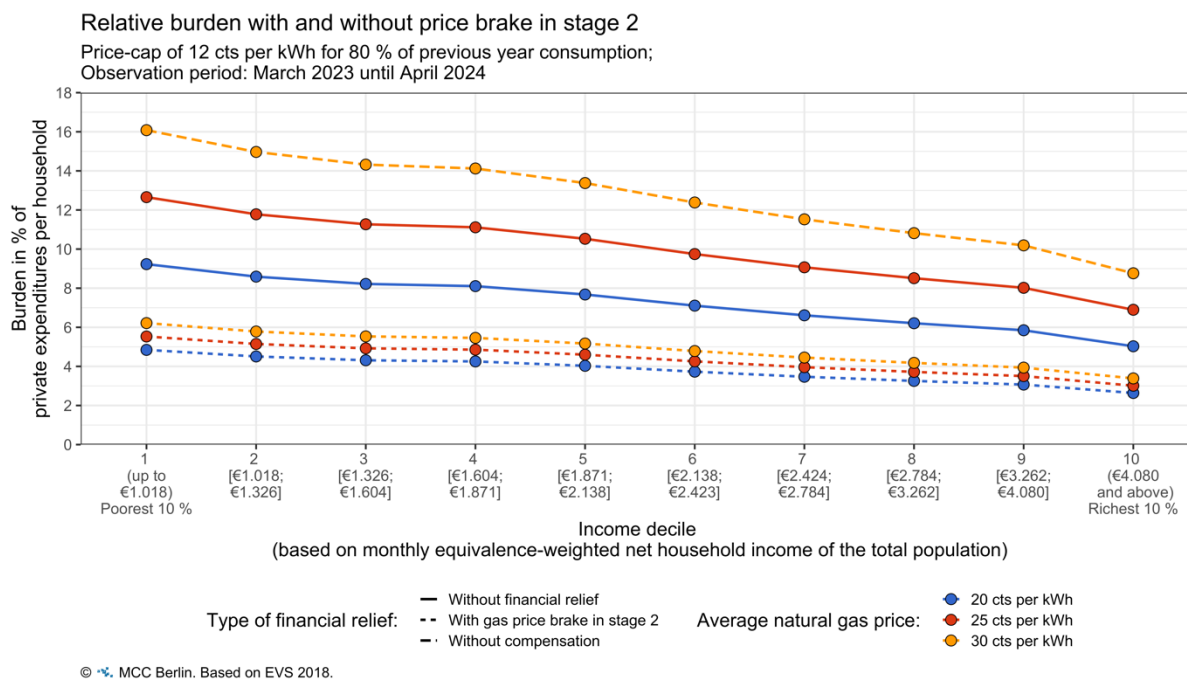 Relative burden with and without price brake in stage 2
Price-cap of 12 cts per kWh for 80 % of previous year consumption;
Observation period: March 2023 until April 2024
Burden in % of
private expenditures per household
18
16
14
12
10
8
6
4
2
0
1
(up to
€1.018)
Poorest 10 %
2
[€1.018;
€1.326]
3
[€1.326;
€1.604]
4
[€1.604;
€1.871]
5
[€1.871;
€2.138]
6
[€2.138;
€2.423]
7
[€2.424;
€2.784]
8
[€2.784;
€3.262]
9
[€3.262;
€4.080]
10
(€4.080
and above)
Richest 10 %
Income decile
(based on monthly equivalence-weighted net household income of the total population)
Type of financial relief:
Without financial relief
With gas price brake in stage 2
Without compensation
Average natural gas price:
20 cts per kWh
25 cts per kWh
30 cts per kWh
© MCC Berlin. Based on EVS 2018.